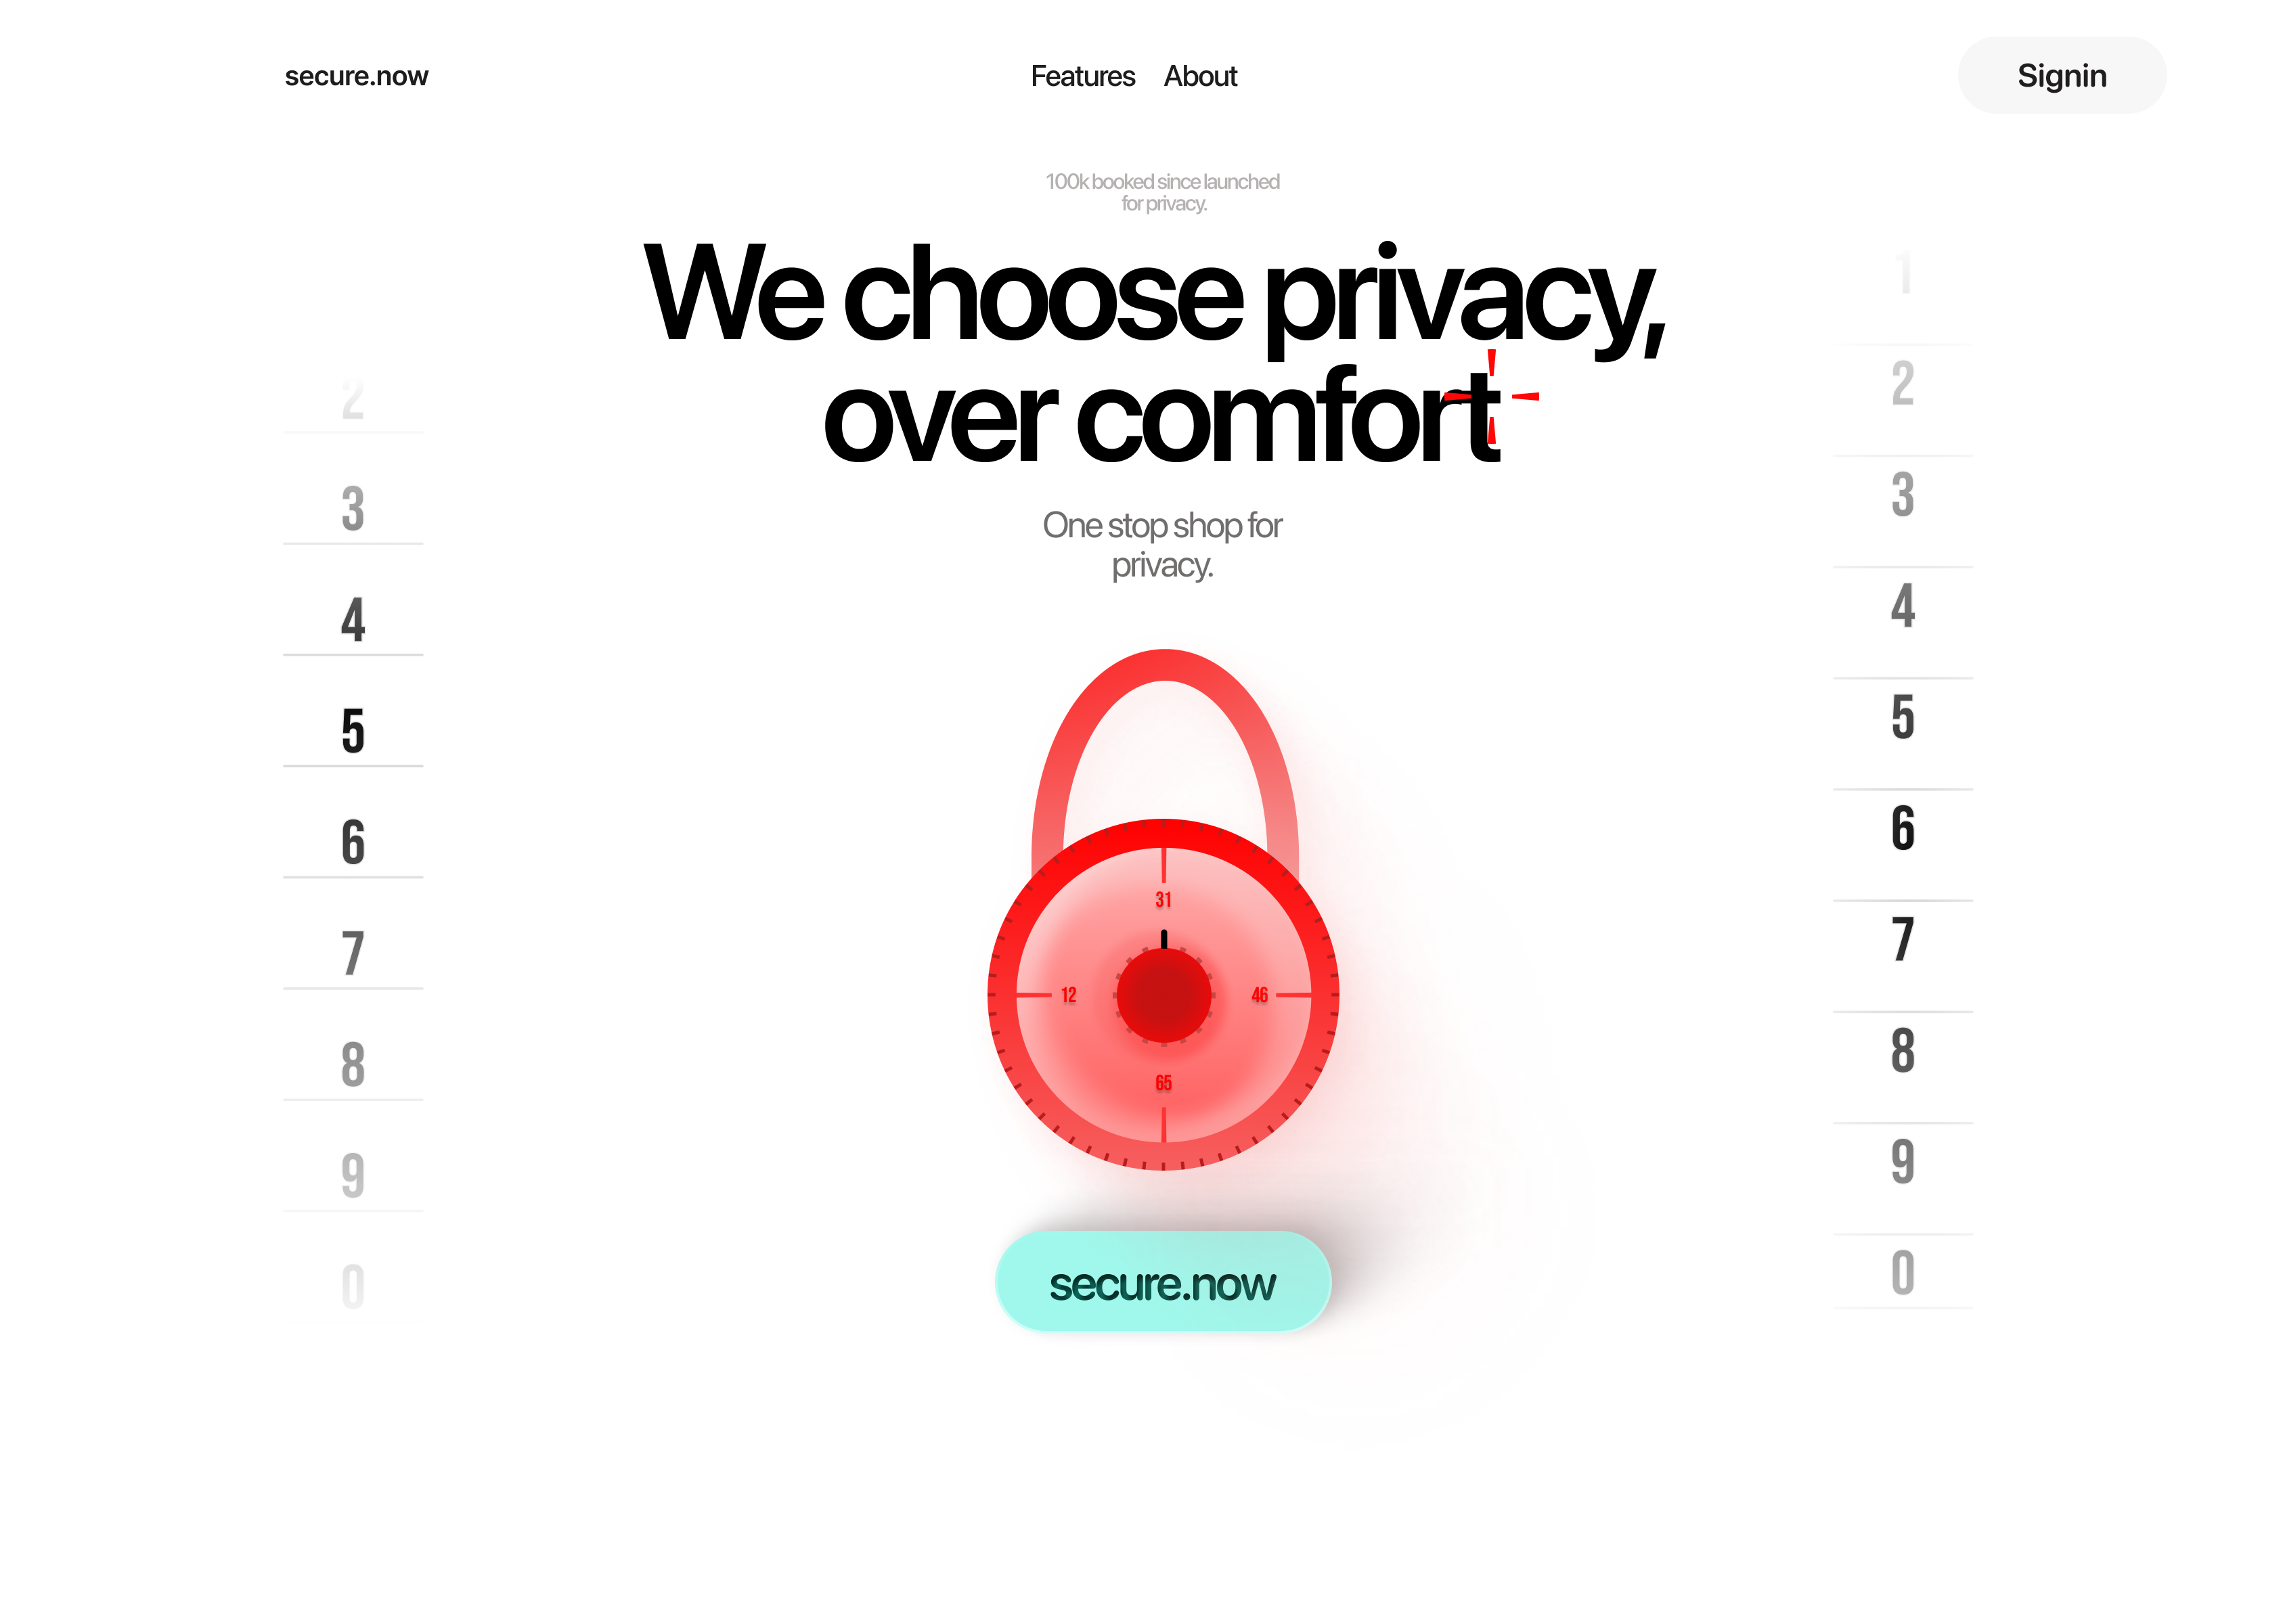 secure.now
Features About
Signin
100k booked since launched
for privacy.
We choose privacy,
over comfort
One stop shop for
privacy.
2
3
4
5
6
7
8
9
0
31
12
46
65
secure.now
1
2
3
4
5
6
7
8
9
0